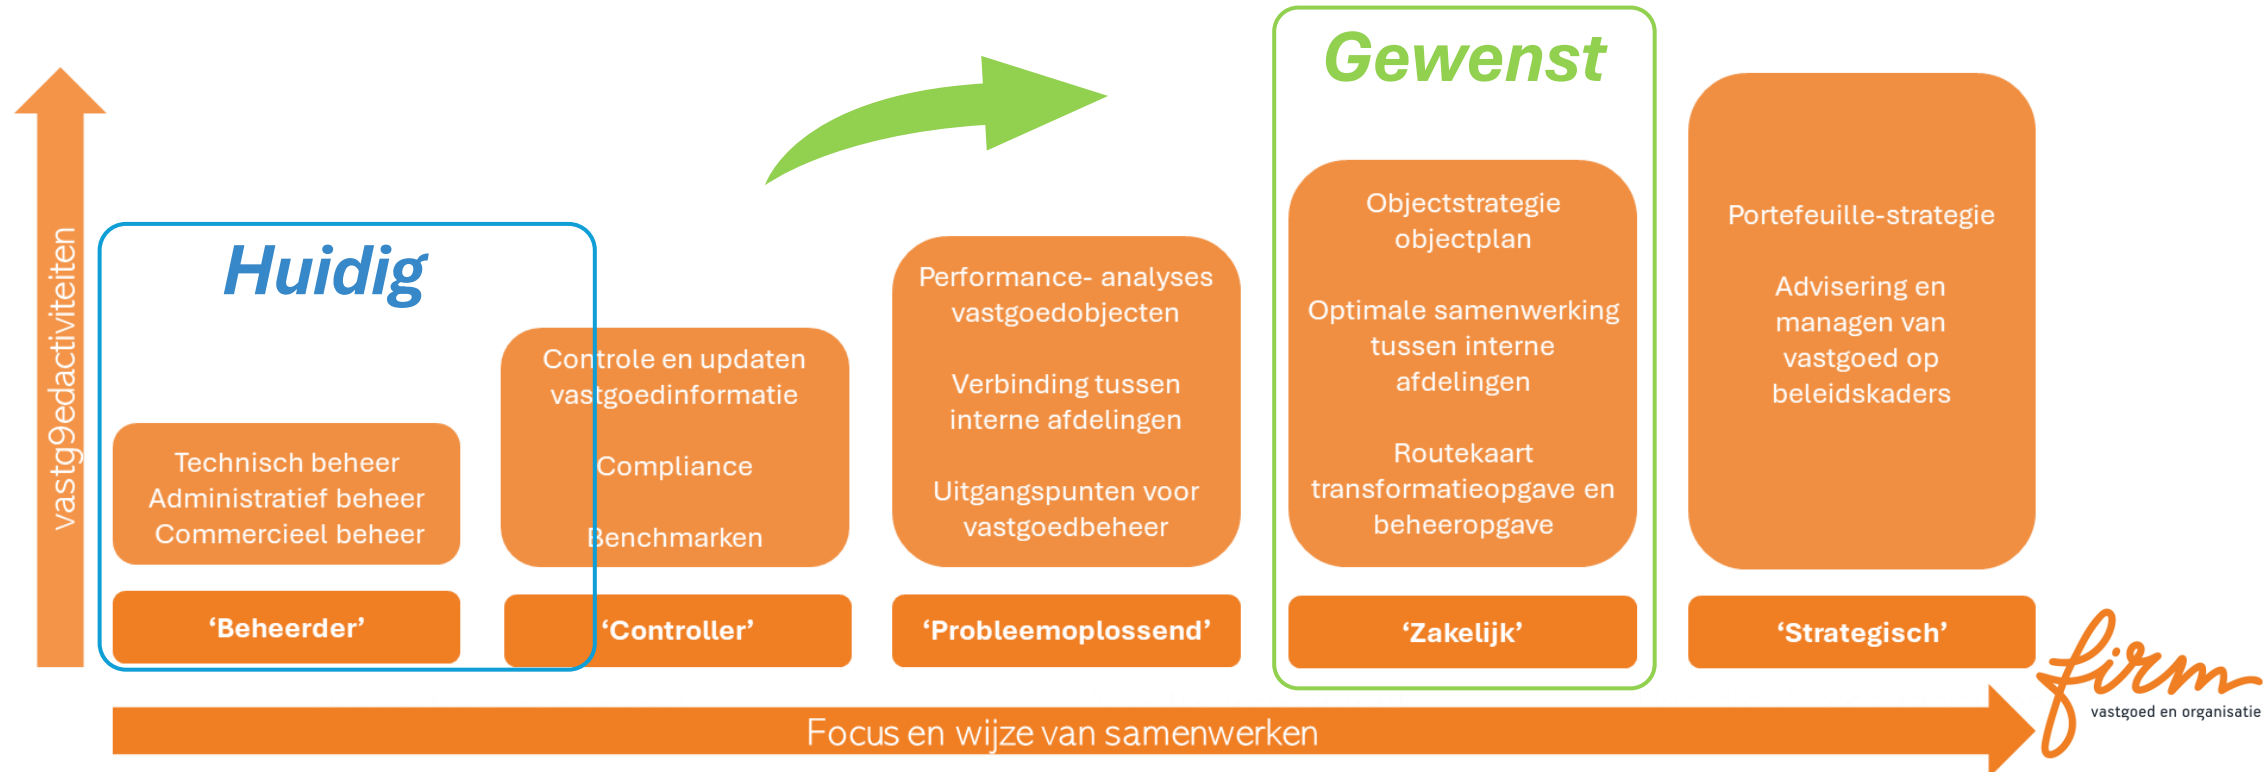 Gewenst
Huidig
vastg9edactiviteiten
Technisch beheer
Administratief beheer
Commercieel beheer
‘Beheerder’
Controle en updaten
vastgoedinformatie
Compliance
Benchmarken
‘Controller’
Performance- analyses
vastgoedobjecten
Verbinding tussen
interne afdelingen
Uitgangspunten voor
vastgoedbeheer
‘Probleemoplossend’
Objectstrategie
objectplan
Optimale samenwerking
tussen interne
afdelingen
Routekaart
transformatieopgave en
beheeropgave
‘Zakelijk’
Portefeuille-strategie
Advisering en
managen van
vastgoed op
beleidskaders
‘Strategisch’
Focus en wijze van samenwerken
firm
vastgoed en organisatie